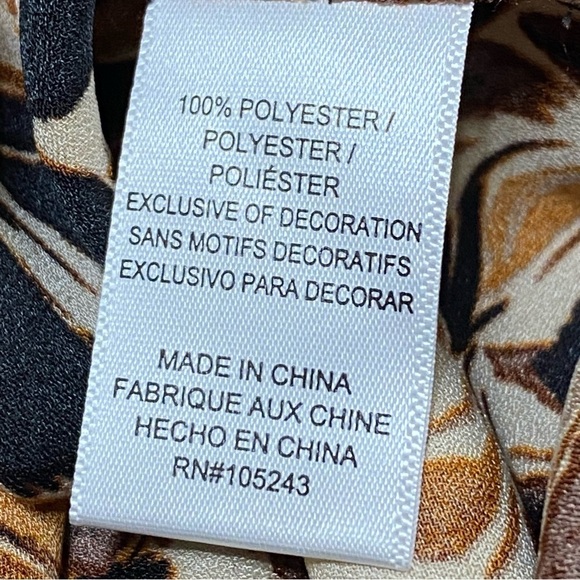 100% POLYESTER /
POLYESTER /
POLIÉSTER
EXCLUSIVE OF DECORATION
SANS MOTIFS DECORATIFS
EXCLUSIVO PARA DECORAR
MADE IN CHINA
FABRIQUE AUX CHINE
HECHO EN CHINA
RN#105243